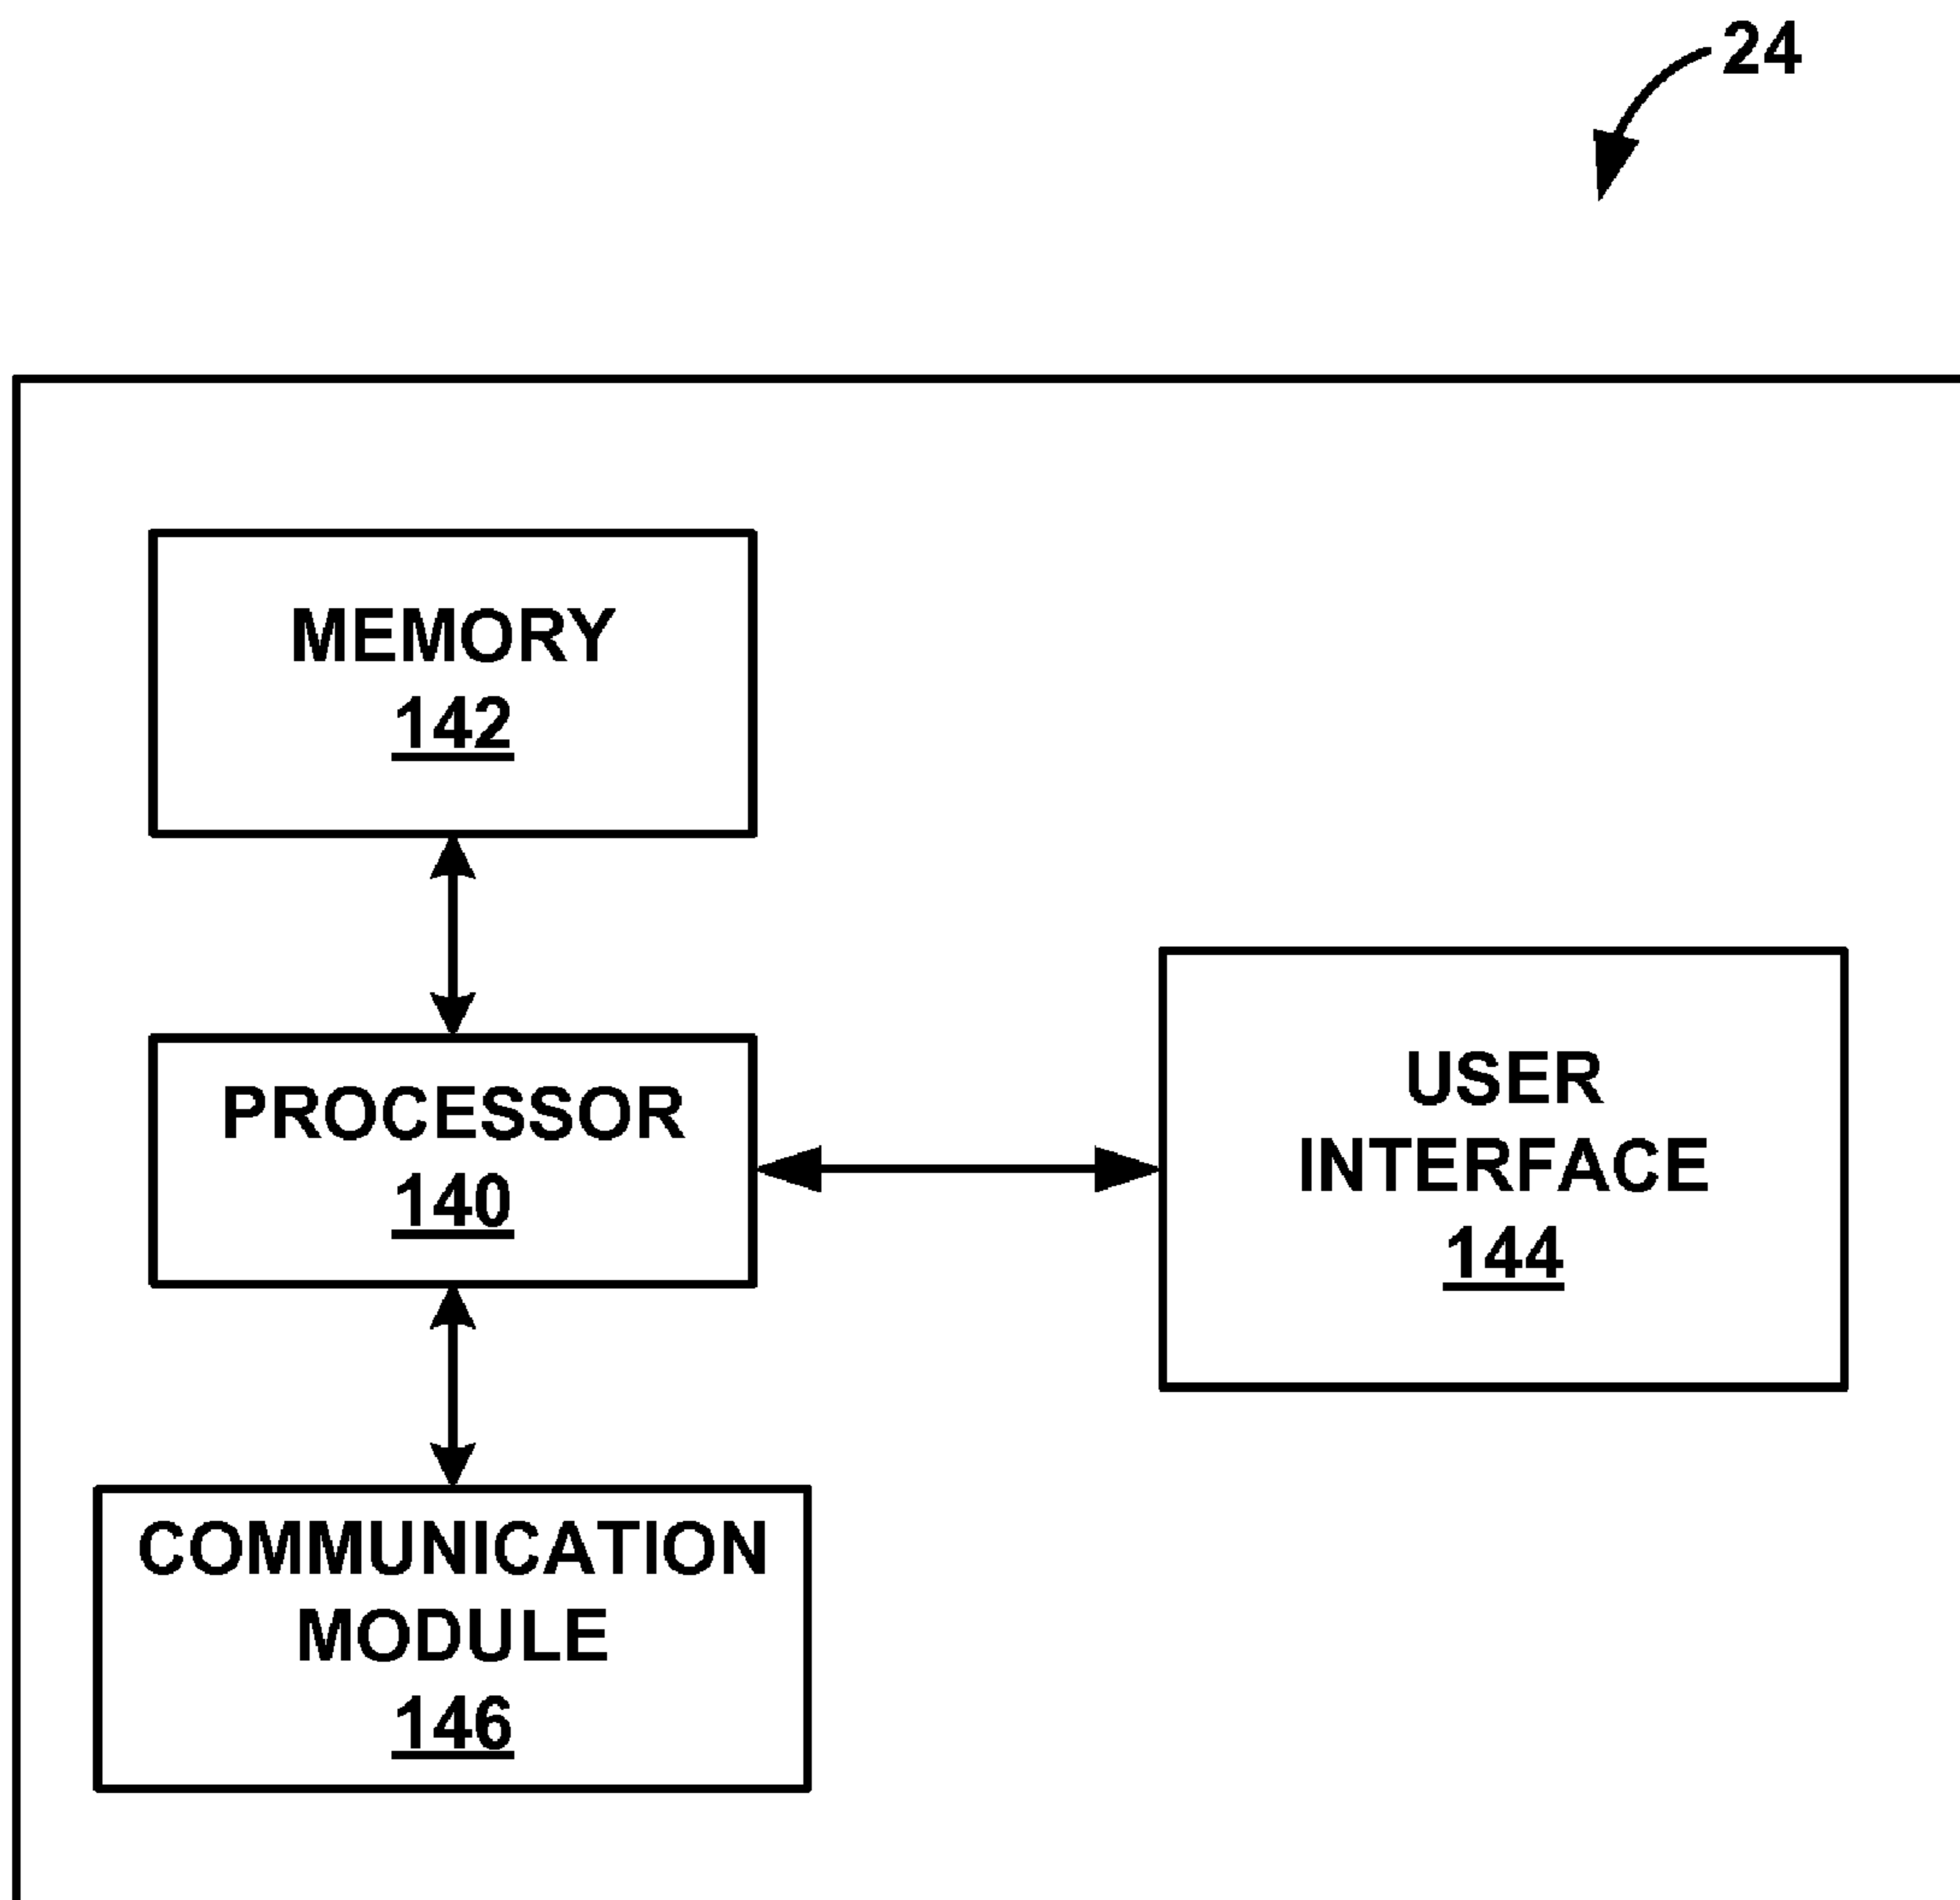 24
MEMORY
142
PROCESSOR
140
USER
INTERFACE
144
COMMUNICATION
MODULE
146